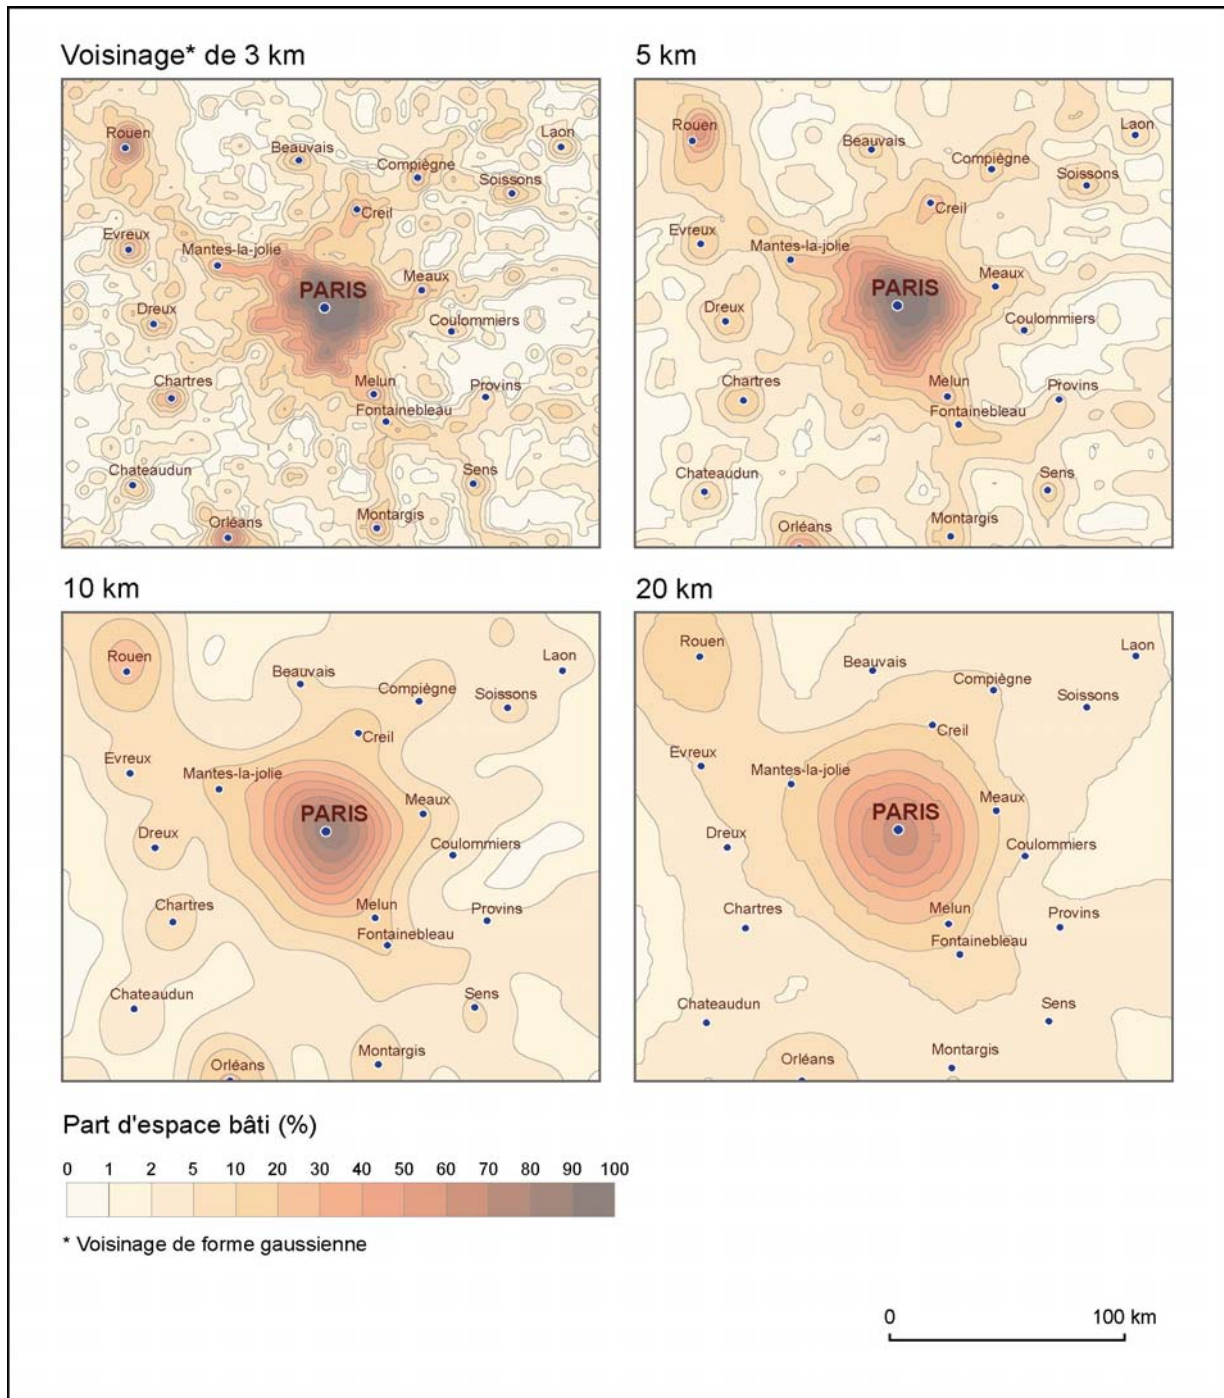 Voisinage* de 3 km
Rouen
Beauvais
Laon
Compiègne
Soissons
Creil
Evreux
Mantes-la-jolie
Meaux
PARIS
Dreux
Coulommiers
Chartres
Melun
Provins
Fontainebleau
Chateaudun
Sens
Orléans
Montargis
5 km
Rouen
Laon
Beauvais
Compiègne
Soissons
Creil
Evreux
Mantes-la-jolie
Meaux
PARIS
Dreux
Coulommiers
Chartres
Melun
Provins
Fontainebleau
Chateaudun
Sens
Orléans
Montargis
10 km
Rouen
Laon
Beauvais
Compiègne
Soissons
Creil
Evreux
Mantes-la-jolie
Meaux
PARIS
Dreux
Coulommiers
Chartres
Melun
Provins
Fontainebleau
Chateaudun
Sens
Orléans
Montargis
20 km
Rouen
Laon
Beauvais
Compiègne
Soissons
Creil
Evreux
Mantes-la-jolie
Meaux
PARIS
Dreux
Coulommiers
Chartres
Melun
Provins
Fontainebleau
Chateaudun
Sens
Orléans
Montargis
Part d'espace bâti (%)
0 1 2 5 10 20 30 40 50 60 70 80 90 100
* Voisinage de forme gaussienne
0 100 km